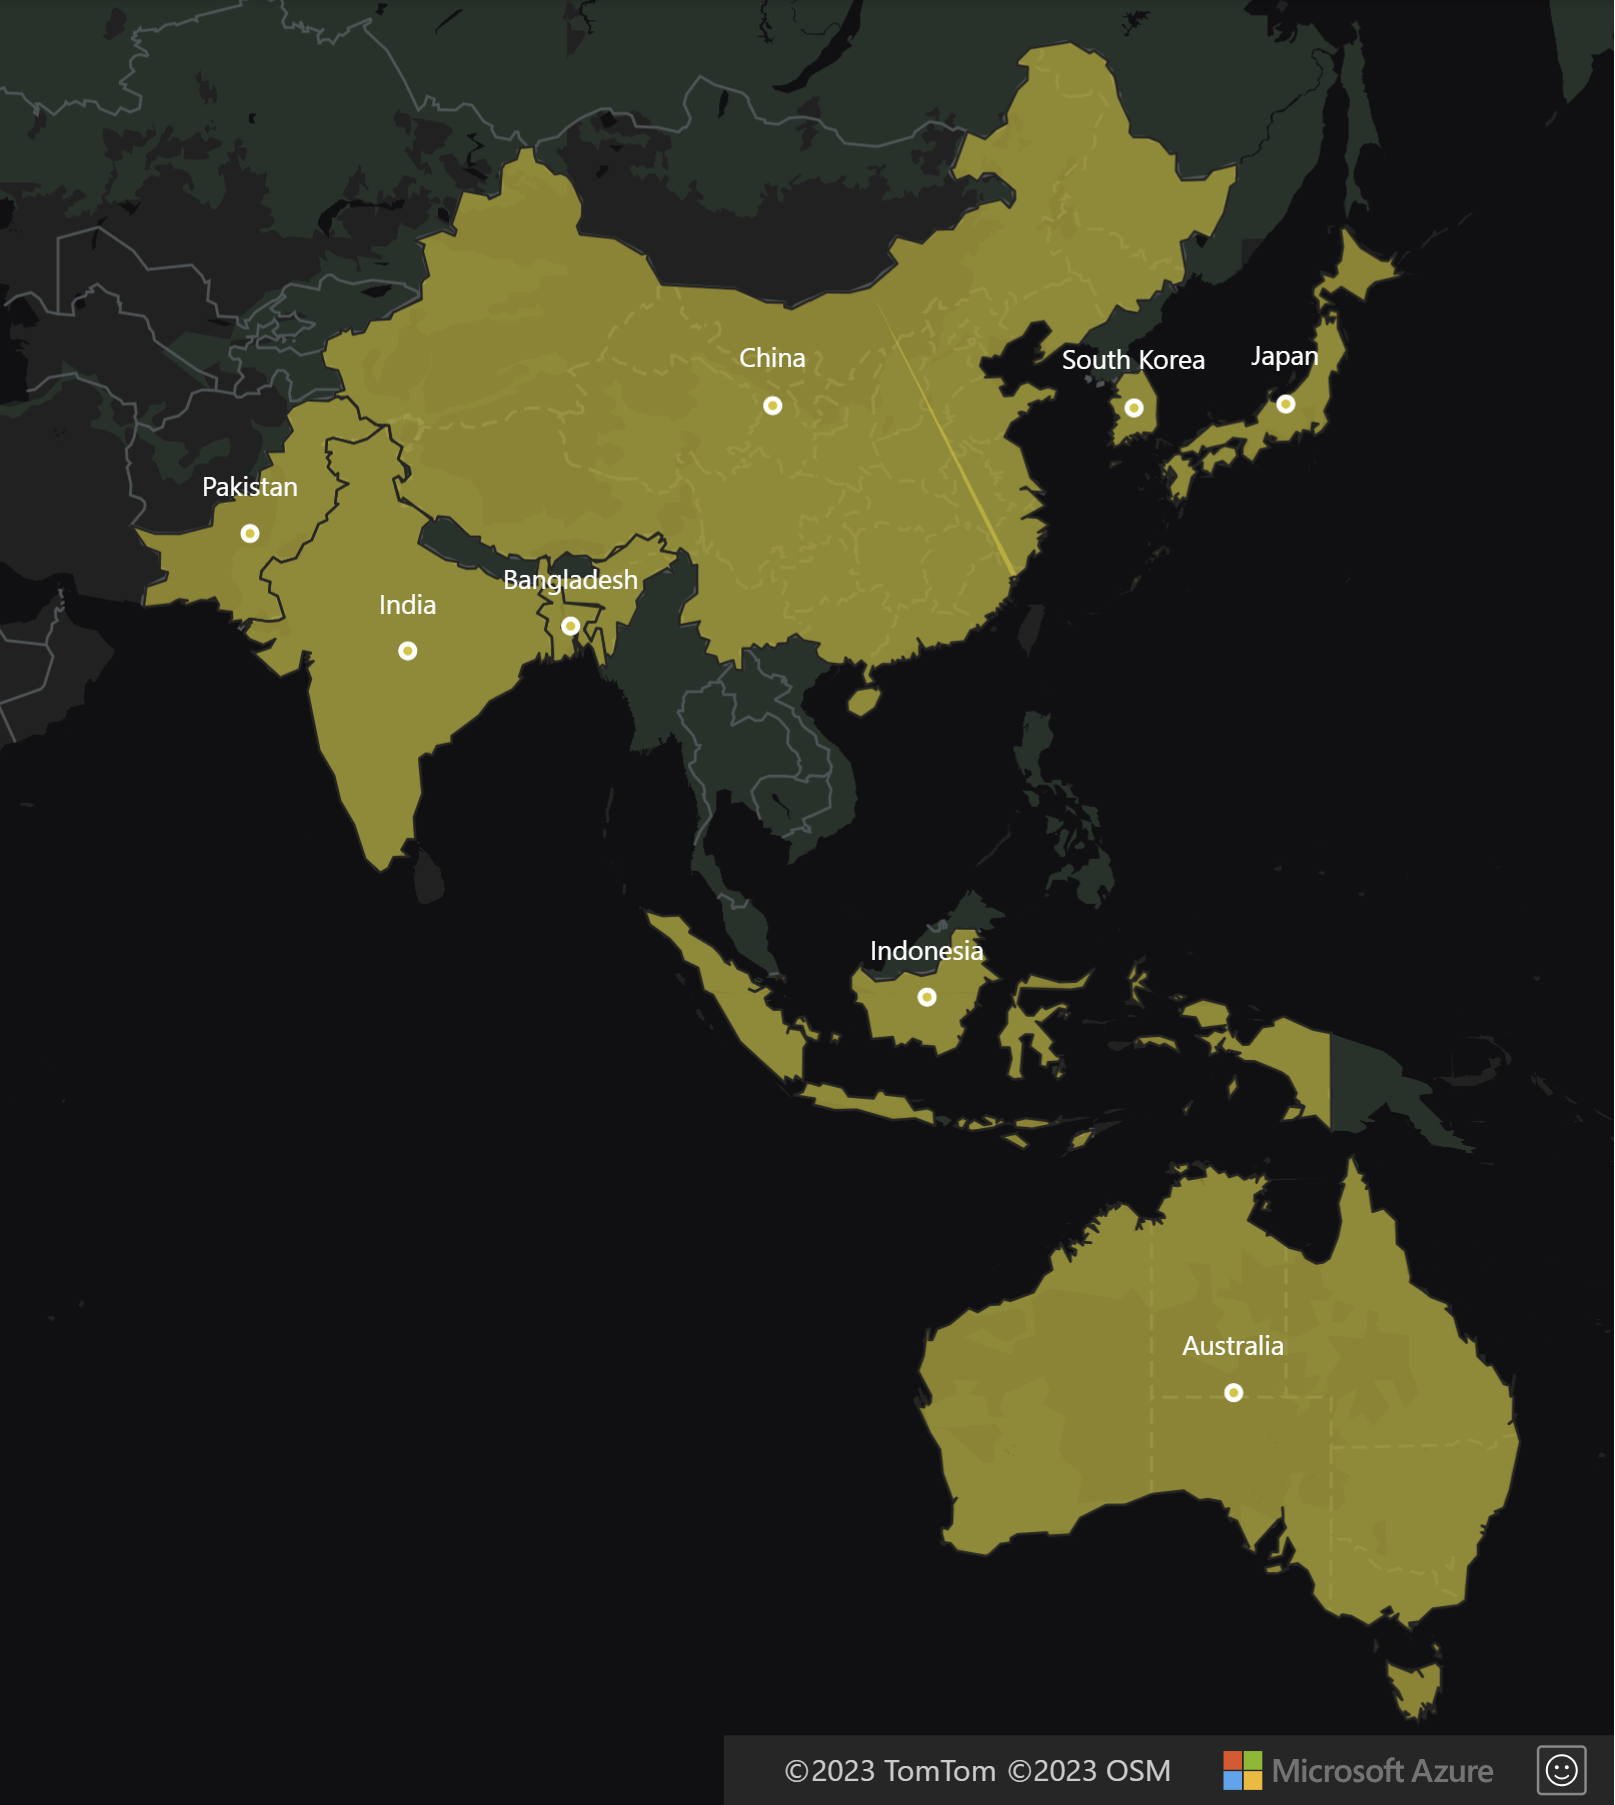 China
South Korea
Japan
Pakistan
Bangladesh
India
Indonesia
Australia
©2023 TomTom ©2023 OSM
Microsoft Azure